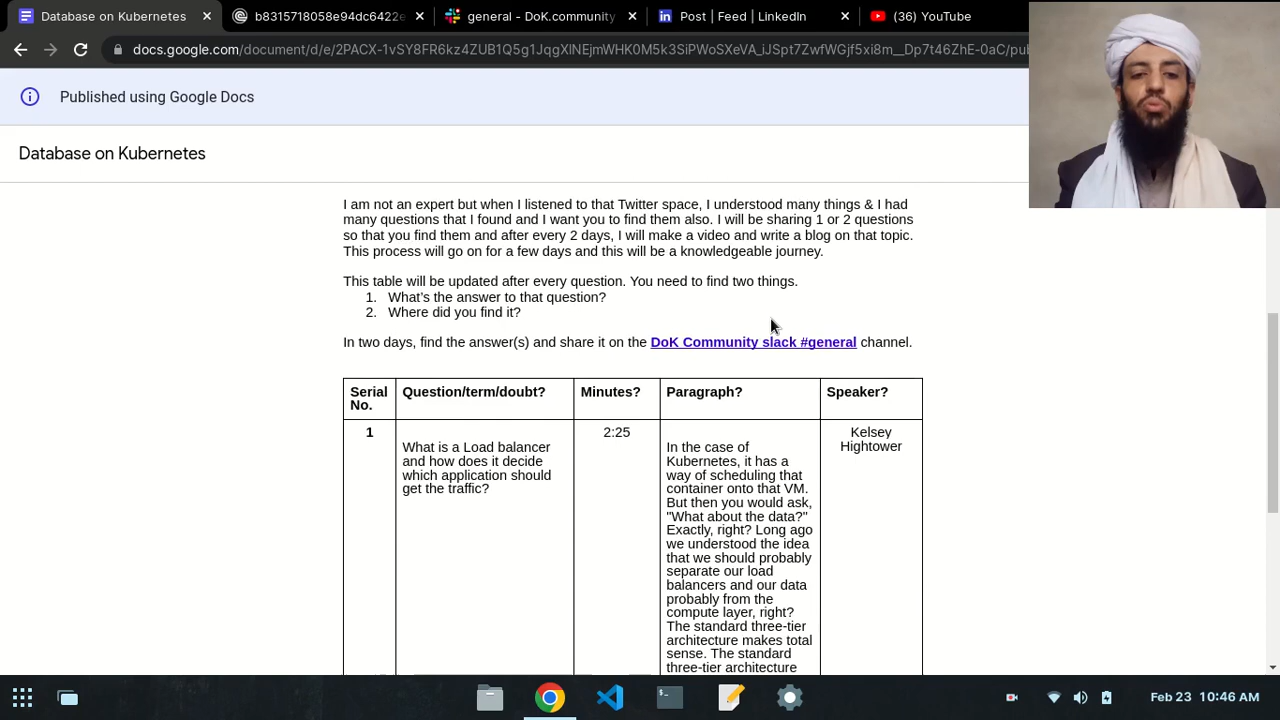 Database on Kubernetes
b8315718058e94dc6422e
general - DoK.community
Post | Feed | LinkedIn
(36) YouTube
docs.google.com/document/d/e/2PACX-1vSY8FR6kz4ZUB1Q5g1JqgXlNEjmWHK0M5k3SiPWoSXeVA_iJSpt7ZwfWGjf5xi8m__Dp7t46ZhE-0aC/pu
Published using Google Docs
Database on Kubernetes
I am not an expert but when I listened to that Twitter space, I understood many things & I had
many questions that I found and I want you to find them also. I will be sharing 1 or 2 questions
so that you find them and after every 2 days, I will make a video and write a blog on that topic.
This process will go on for a few days and this will be a knowledgeable journey.
This table will be updated after every question. You need to find two things.
1. What's the answer to that question?
2. Where did you find it?
In two days, find the answer(s) and share it on the DoK Community slack #general channel.
Serial
No.
Question/term/doubt?
Minutes?
Paragraph?
Speaker?
1
What is a Load balancer
and how does it decide
which application should
get the traffic?
2:25
In the case of
Kubernetes, it has a
way of scheduling that
container onto that VM.
But then you would ask,
"What about the data?"
Exactly, right? Long ago
we understood the idea
that we should probably
separate our load
balancers and our data
probably from the
compute layer, right?
The standard three-tier
architecture makes total
sense. The standard
three-tier architecture
Kelsey
Hightower
Feb 23 10:46 AM